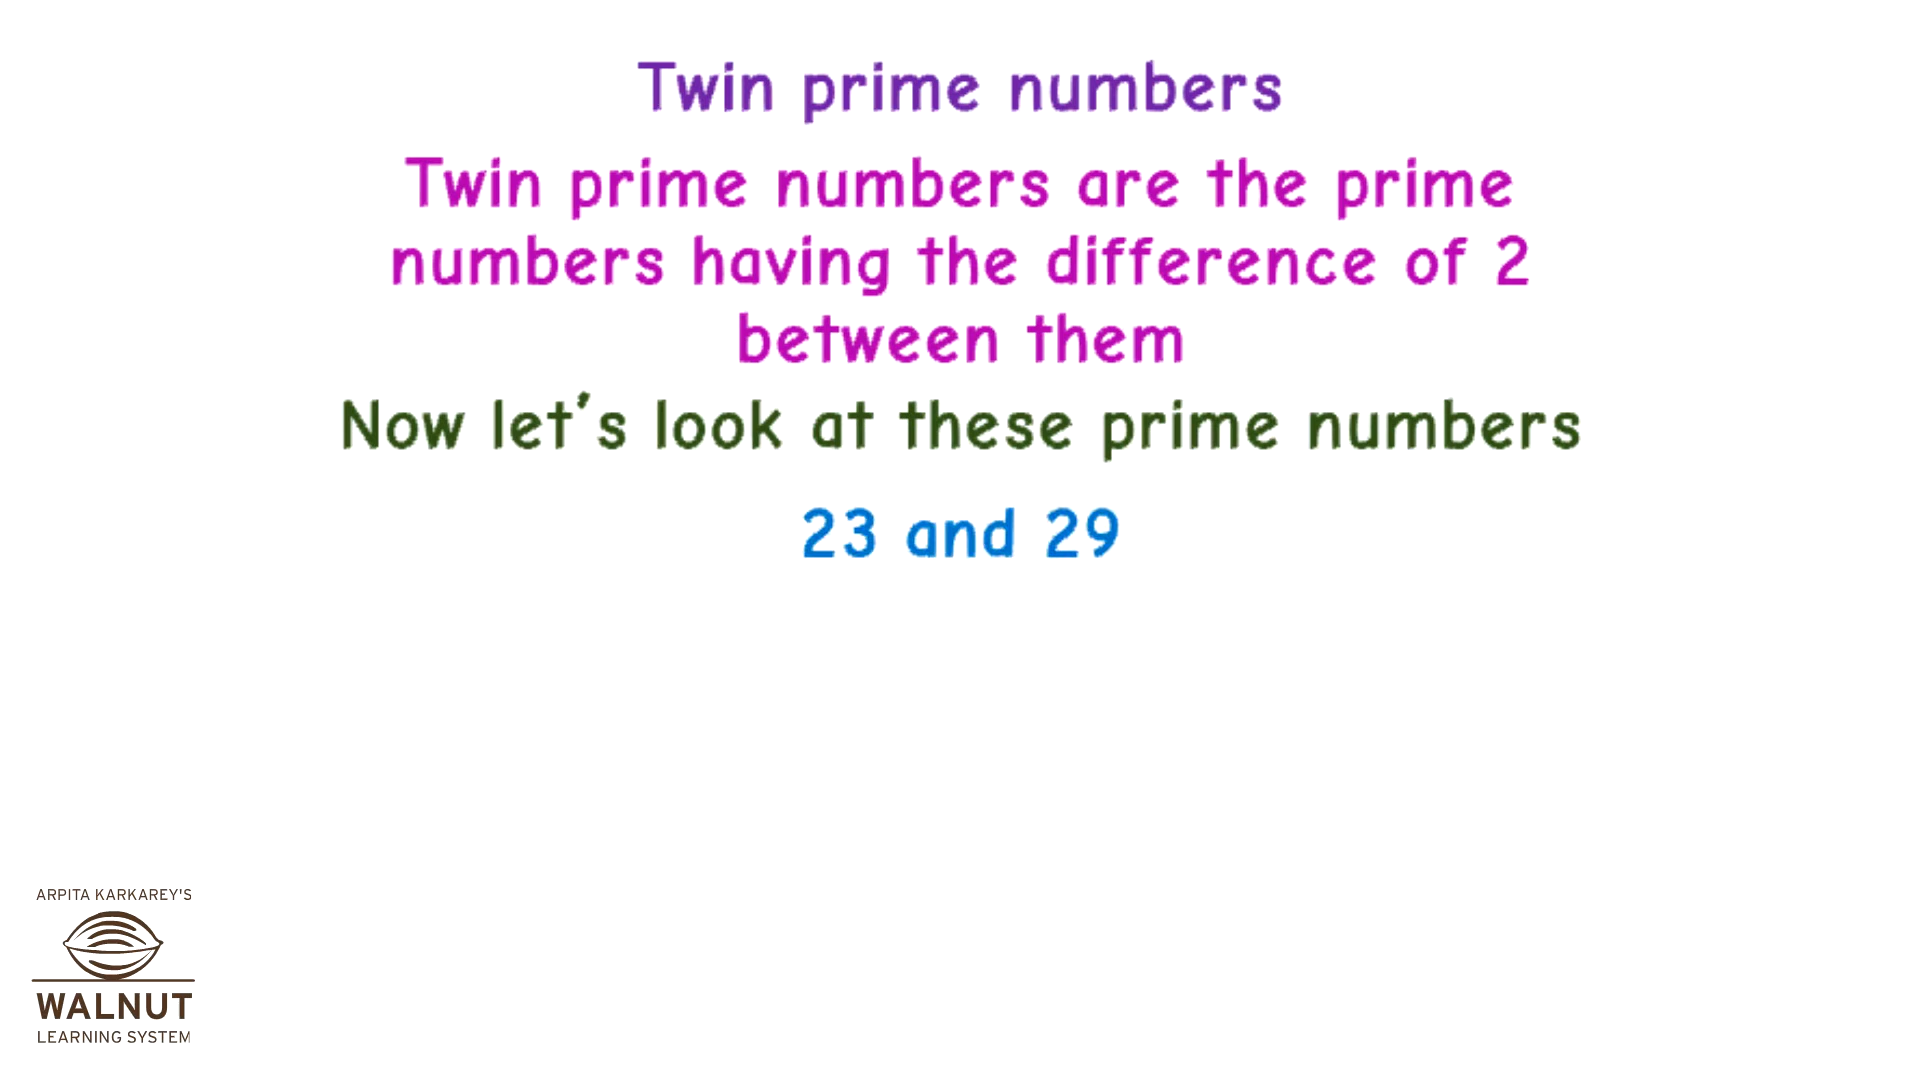 Twin prime numbers
Twin prime numbers are the prime
numbers having the difference of 2
between them
Now let's look at these prime numbers
23 and 29
ARPITA KARKAREY'S
WALNUT
LEARNING SYSTEM